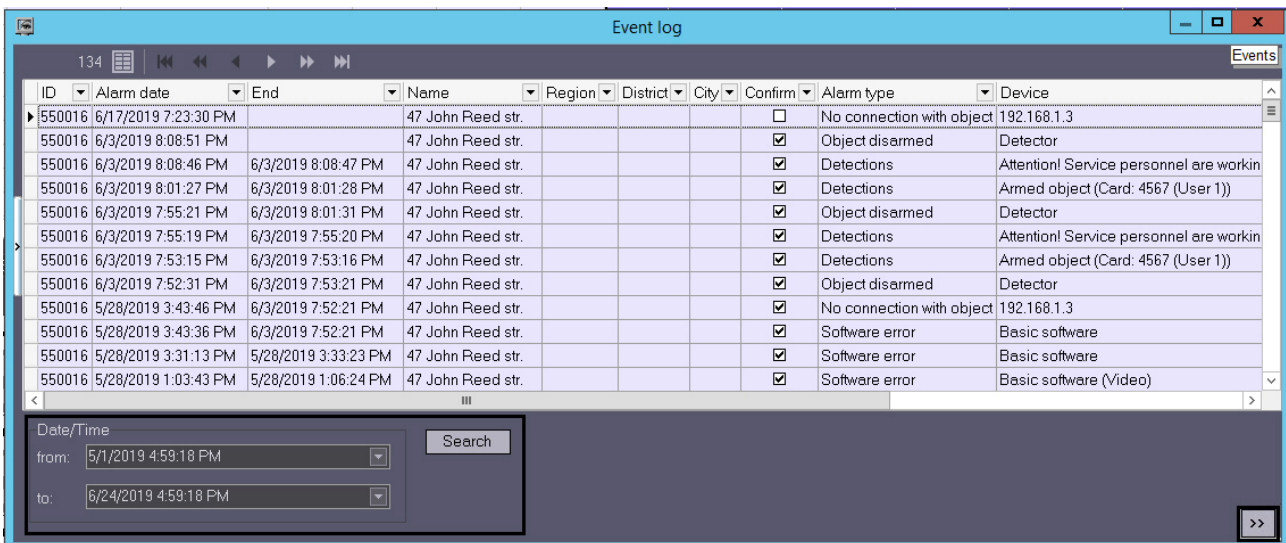 Event log
134
Events
ID Alarm date End Name Region District City Confirm Alarm type Device
550016 6/17/2019 7:23:30 PM 47 John Reed str. No connection with object 192.168.1.3
550016 6/3/2019 8:08:51 PM 47 John Reed str. Object disarmed Detector
550016 6/3/2019 8:08:46 PM 6/3/2019 8:08:47 PM 47 John Reed str. Detections Attention! Service personnel are workin
550016 6/3/2019 8:01:27 PM 6/3/2019 8:01:28 PM 47 John Reed str. Detections Armed object (Card: 4567 (User 1))
550016 6/3/2019 7:55:21 PM 6/3/2019 8:01:31 PM 47 John Reed str. Object disarmed Detector
550016 6/3/2019 7:55:19 PM 6/3/2019 7:55:20 PM 47 John Reed str. Detections Attention! Service personnel are workin
550016 6/3/2019 7:53:15 PM 6/3/2019 7:53:16 PM 47 John Reed str. Detections Armed object (Card: 4567 (User 1))
550016 6/3/2019 7:52:31 PM 6/3/2019 7:53:21 PM 47 John Reed str. Object disarmed Detector
550016 5/28/2019 3:43:46 PM 6/3/2019 7:52:21 PM 47 John Reed str. No connection with object 192.168.1.3
550016 5/28/2019 3:43:36 PM 6/3/2019 7:52:21 PM 47 John Reed str. Software error Basic software
550016 5/28/2019 3:31:13 PM 5/28/2019 3:33:23 PM 47 John Reed str. Software error Basic software
550016 5/28/2019 1:03:43 PM 5/28/2019 1:06:24 PM 47 John Reed str. Software error Basic software (Video)
Date/Time
Search
from: 5/1/2019 4:59:18 PM
to: 6/24/2019 4:59:18 PM
>>